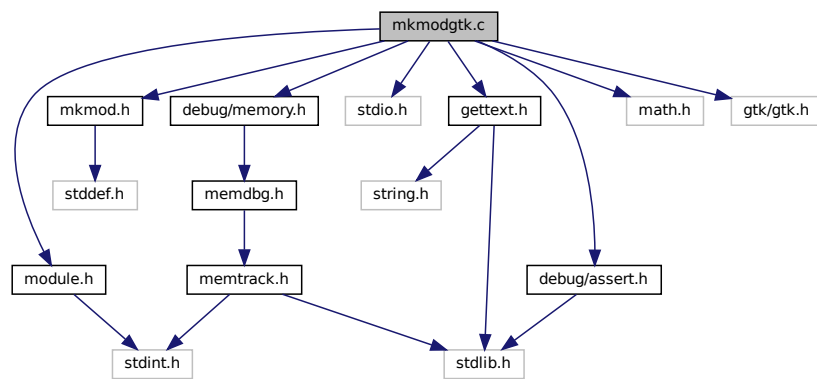 mkmodgtk.c
mkmod.h
debug/memory.h
stdio.h
gettext.h
math.h
gtk/gtk.h
stddef.h
memdbg.h
string.h
module.h
memtrack.h
debug/assert.h
stdint.h
stdlib.h